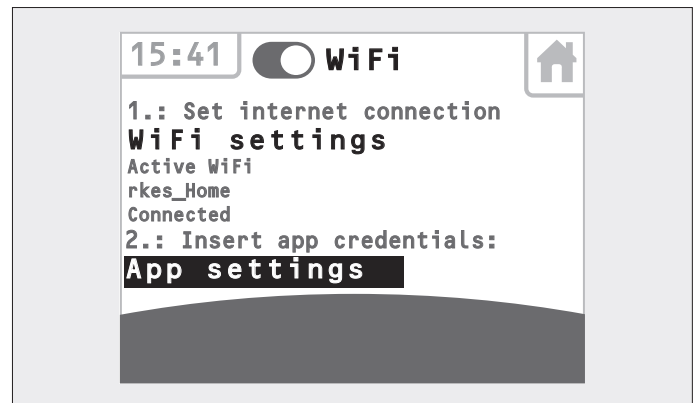 15:41 WiFi
1.: Set internet connection
WiFi settings
Active WiFi
rkes_Home
Connected
2.: Insert app credentials:
App settings